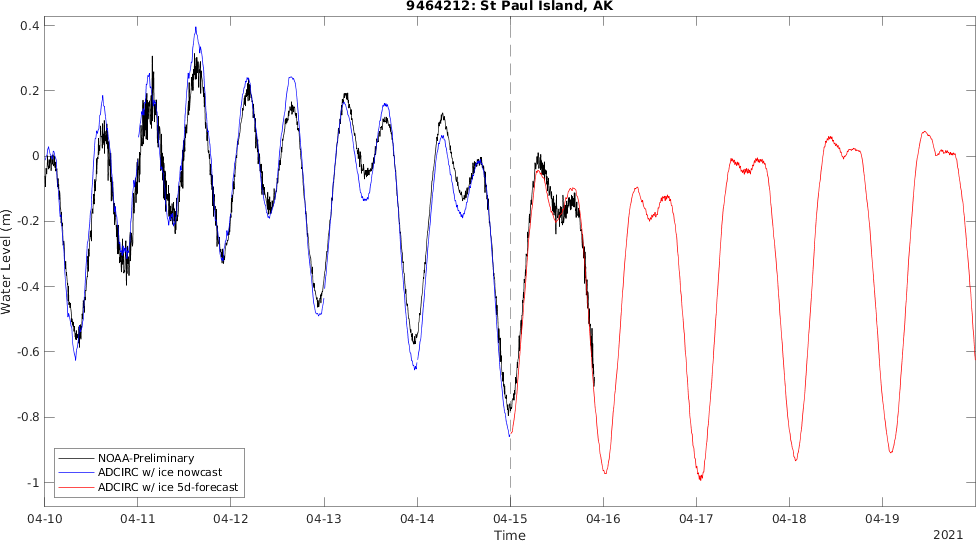 9464212: St Paul Island, AK
0.4
0.2
0
-0.2
-0.4
-0.6
-0.8
-1
Water Level (m)
NOAA-Preliminary
ADCIRC w/ ice nowcast
ADCIRC w/ ice 5d-forecast
04-10 04-11 04-12 04-13 04-14 04-15 04-16 04-17 04-18 04-19
Time
2021